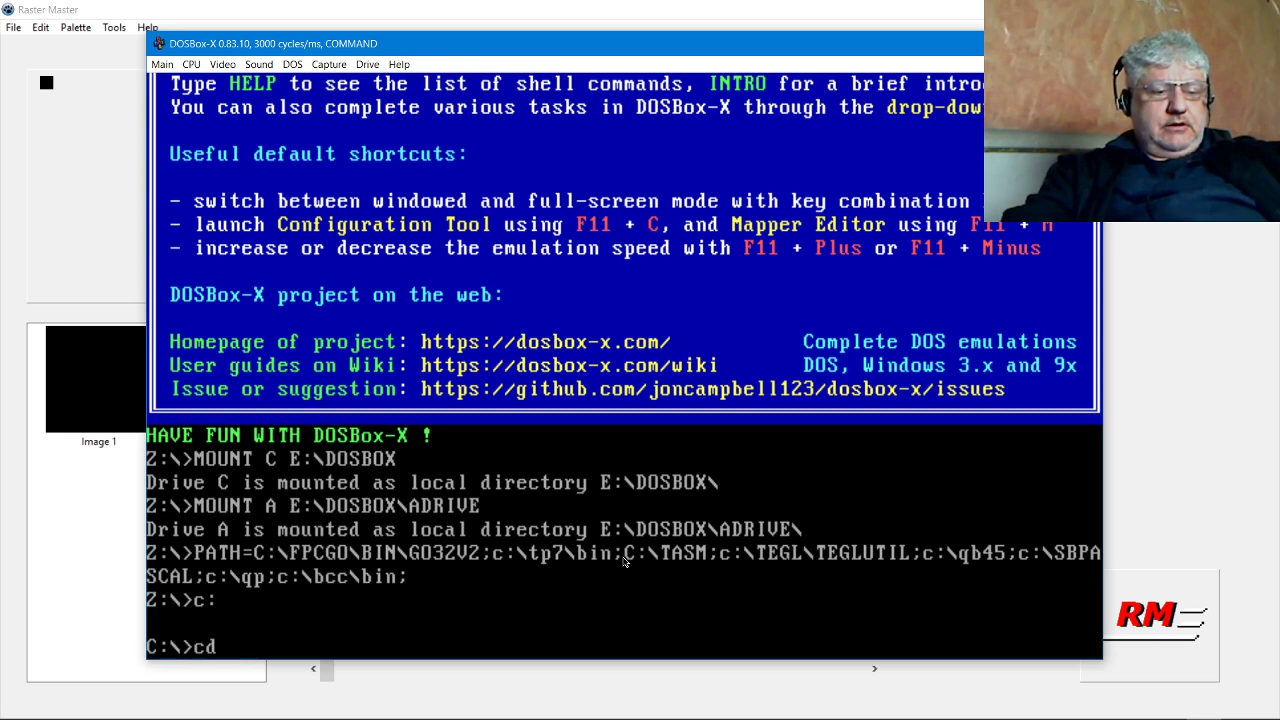 Raster Master
File Edit Palette Tools Help
DOSBox-X 0.83.10, 3000 cycles/ms, COMMAND
Main CPU Video Sound DOS Capture Drive Help
Type HELP to see the list of shell commands, INTRO for a brief intro
You can also complete various tasks in DOSBox-X through the drop-dow
Useful default shortcuts:
- switch between windowed and full-screen mode with key combination
- launch Configuration Tool using F11 + C, and Mapper Editor using F11 + M
- increase or decrease the emulation speed with F11 + Plus or F11 + Minus
DOSBox-X project on the web:
Homepage of project: https://dosbox-x.com/ Complete DOS emulations
User guides on Wiki: https://dosbox-x.com/wiki DOS, Windows 3.x and 9x
Issue or suggestion: https://github.com/joncampbell123/dosbox-x/issues
HAVE FUN WITH DOSBox-X !
Z:\>MOUNT C E:\DOSBOX
Drive C is mounted as local directory E:\DOSBOX\
Z:\>MOUNT A E:\DOSBOX\ADRIVE
Drive A is mounted as local directory E:\DOSBOX\ADRIVE\
Z:\>PATH=C:\FPCGO\BIN\GO32V2;c:\tp7\bin;C:\TASM;c:\TEGL\TEGLUTIL;c:\qb45;c:\SBPA
SCAL;c:\qp;c:\bcc\bin;
Z:\>c:
C:\>cd
Image 1
RM